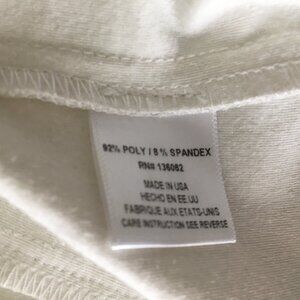 92% POLY / 8% SPANDEX
RN# 136082
MADE IN USA
HECHO EN EE.UU
FABRIQUE AUX ETATS-UNIS
CARE INSTRUCTION SEE REVERSE